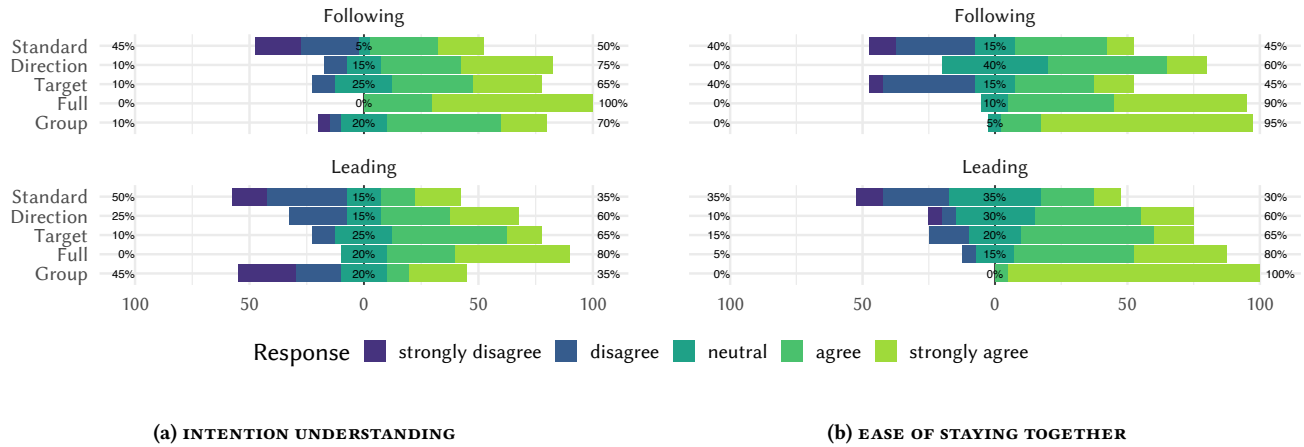 Following Following
Standard 45% 5% 50% 40% 15% 45%
Direction 10% 15% 75% 0% 40% 60%
Target 10% 25% 65% 40% 15% 45%
Full 0% 0% 100% 0% 10% 90%
Group 10% 20% 70% 0% 5% 95%
Leading Leading
Standard 50% 15% 35% 35% 35% 30%
Direction 25% 15% 60% 10% 30% 60%
Target 10% 25% 65% 15% 20% 65%
Full 0% 20% 80% 5% 15% 80%
Group 45% 20% 35% 0% 0% 100%
100 50 0 50 100 100 50 0 50 100
Response strongly disagree disagree neutral agree strongly agree
(a) INTENTION UNDERSTANDING (b) EASE OF STAYING TOGETHER